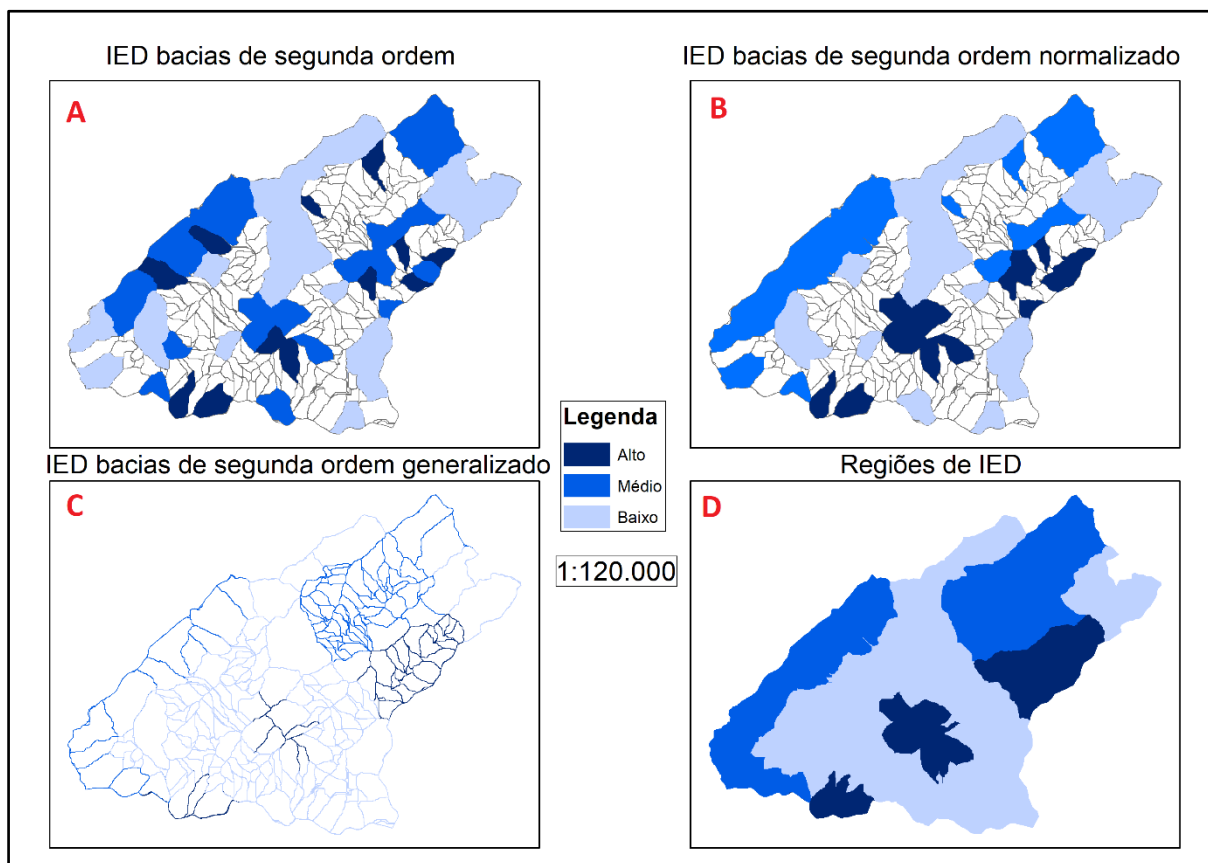 IED bacias de segunda ordem
A
IED bacias de segunda ordem normalizado
B
Legenda
Alto
Médio
Baixo
1:120.000
IED bacias de segunda ordem generalizado
C
Regiões de IED
D